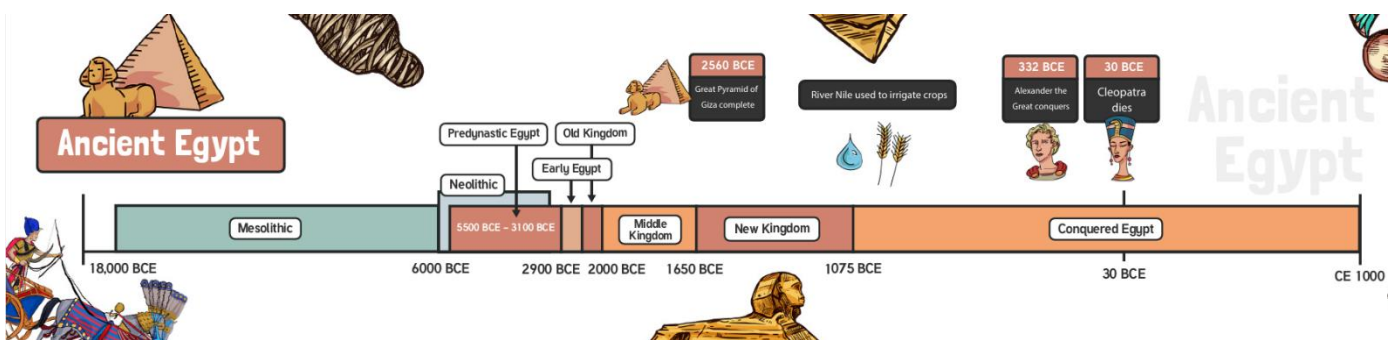 Ancient Egypt
2560 BCE
Great Pyramid of
Giza complete
River Nile used to irrigate crops
332 BCE
Alexander the
Great conquers
30 BCE
Cleopatra
dies
Ancient
Egypt
Predynastic Egypt
Old Kingdom
Early Egypt
Neolithic
Mesolithic
5500 BCE – 3100 BCE
Middle
Kingdom
New Kingdom
Conquered Egypt
18,000 BCE
6000 BCE
2900 BCE
2000 BCE
1650 BCE
1075 BCE
30 BCE
CE 1000